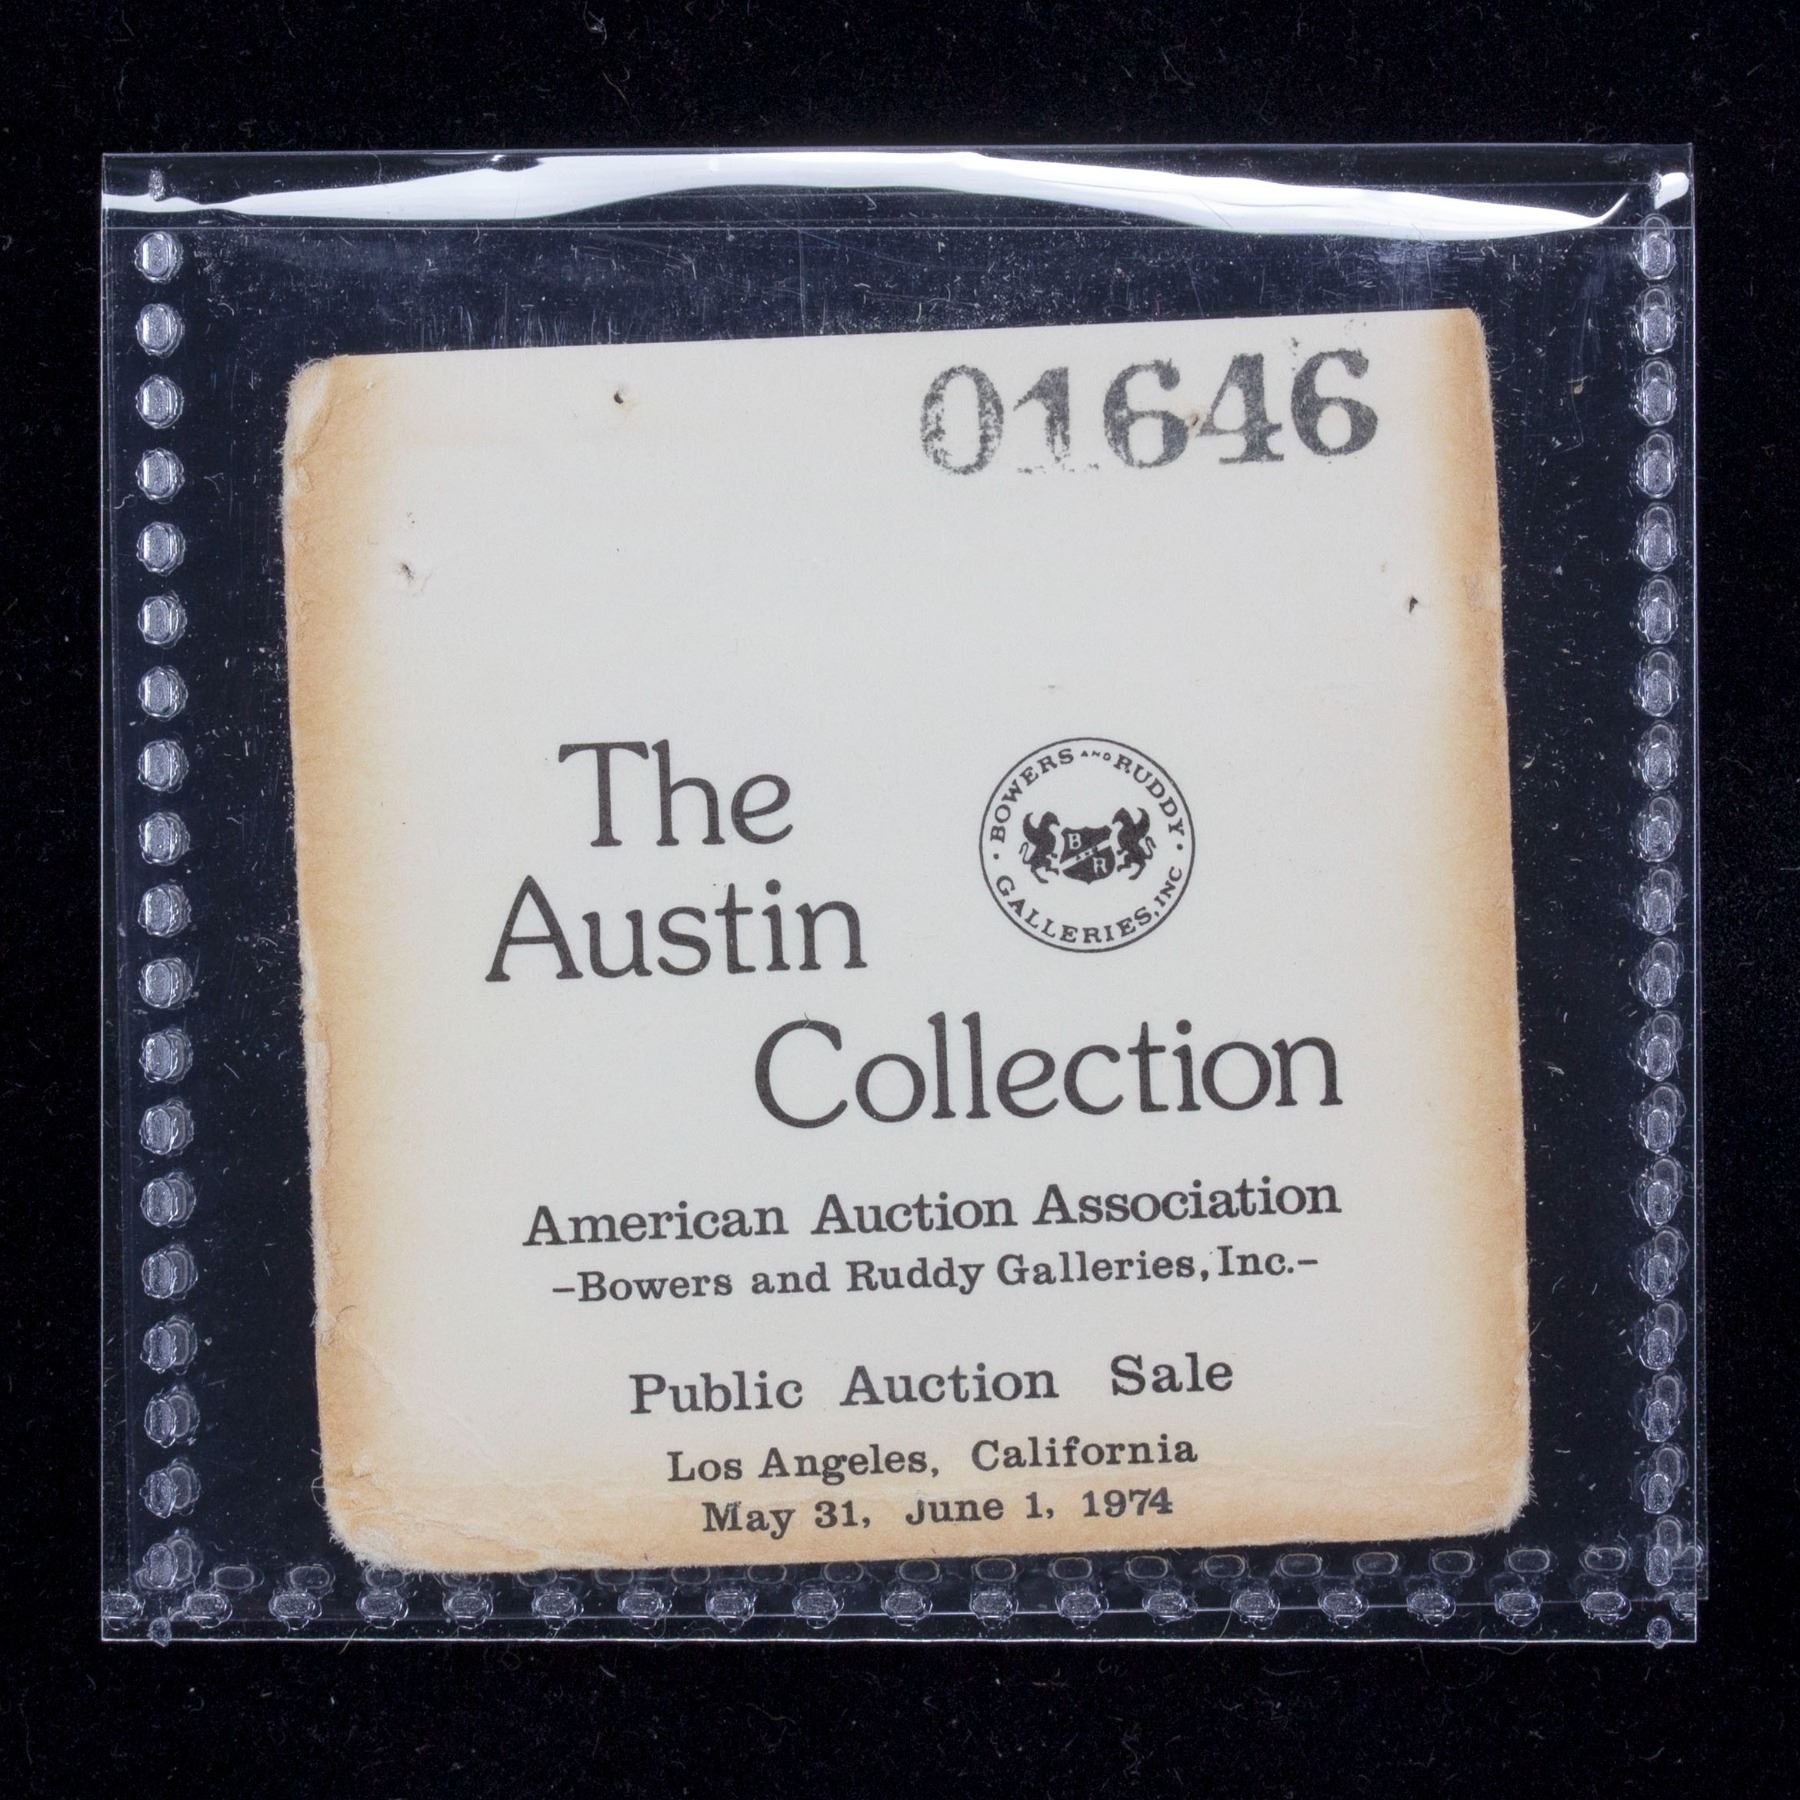 01646
The
Austin
Collection
BOWERS AND RUDDY
GALLERIES, INC
B AND R
American Auction Association
-Bowers and Ruddy Galleries, Inc.-
Public Auction Sale
Los Angeles, California
May 31, June 1, 1974